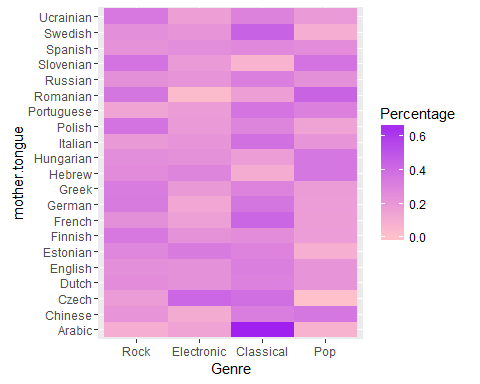 Ucrainian
Swedish
Spanish
Slovenian
Russian
Romanian
Portuguese
Polish
Italian
Hungarian
Hebrew
Greek
German
French
Finnish
Estonian
English
Dutch
Czech
Chinese
Arabic
mother.tongue
Rock Electronic Classical Pop
Genre
Percentage
0.6
0.4
0.2
0.0